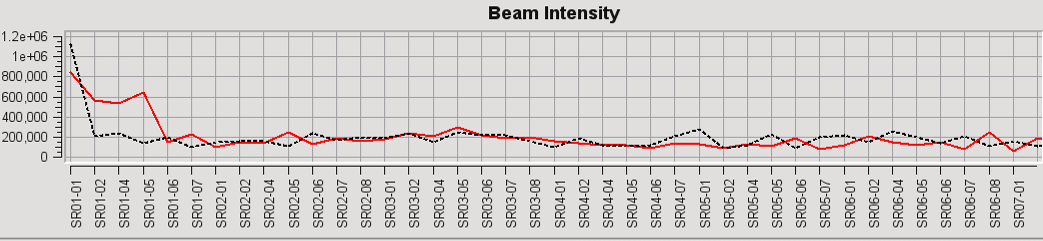 Beam Intensity
1.2e+06
1e+06
800,000
600,000
400,000
200,000
0
SR01-01
SR01-02
SR01-04
SR01-05
SR01-06
SR01-07
SR02-01
SR02-02
SR02-04
SR02-05
SR02-06
SR02-07
SR02-08
SR03-01
SR03-02
SR03-04
SR03-05
SR03-06
SR03-07
SR03-08
SR04-01
SR04-02
SR04-04
SR04-05
SR04-06
SR04-07
SR05-01
SR05-02
SR05-04
SR05-05
SR05-06
SR05-07
SR06-01
SR06-02
SR06-04
SR06-05
SR06-06
SR06-07
SR06-08
SR07-01